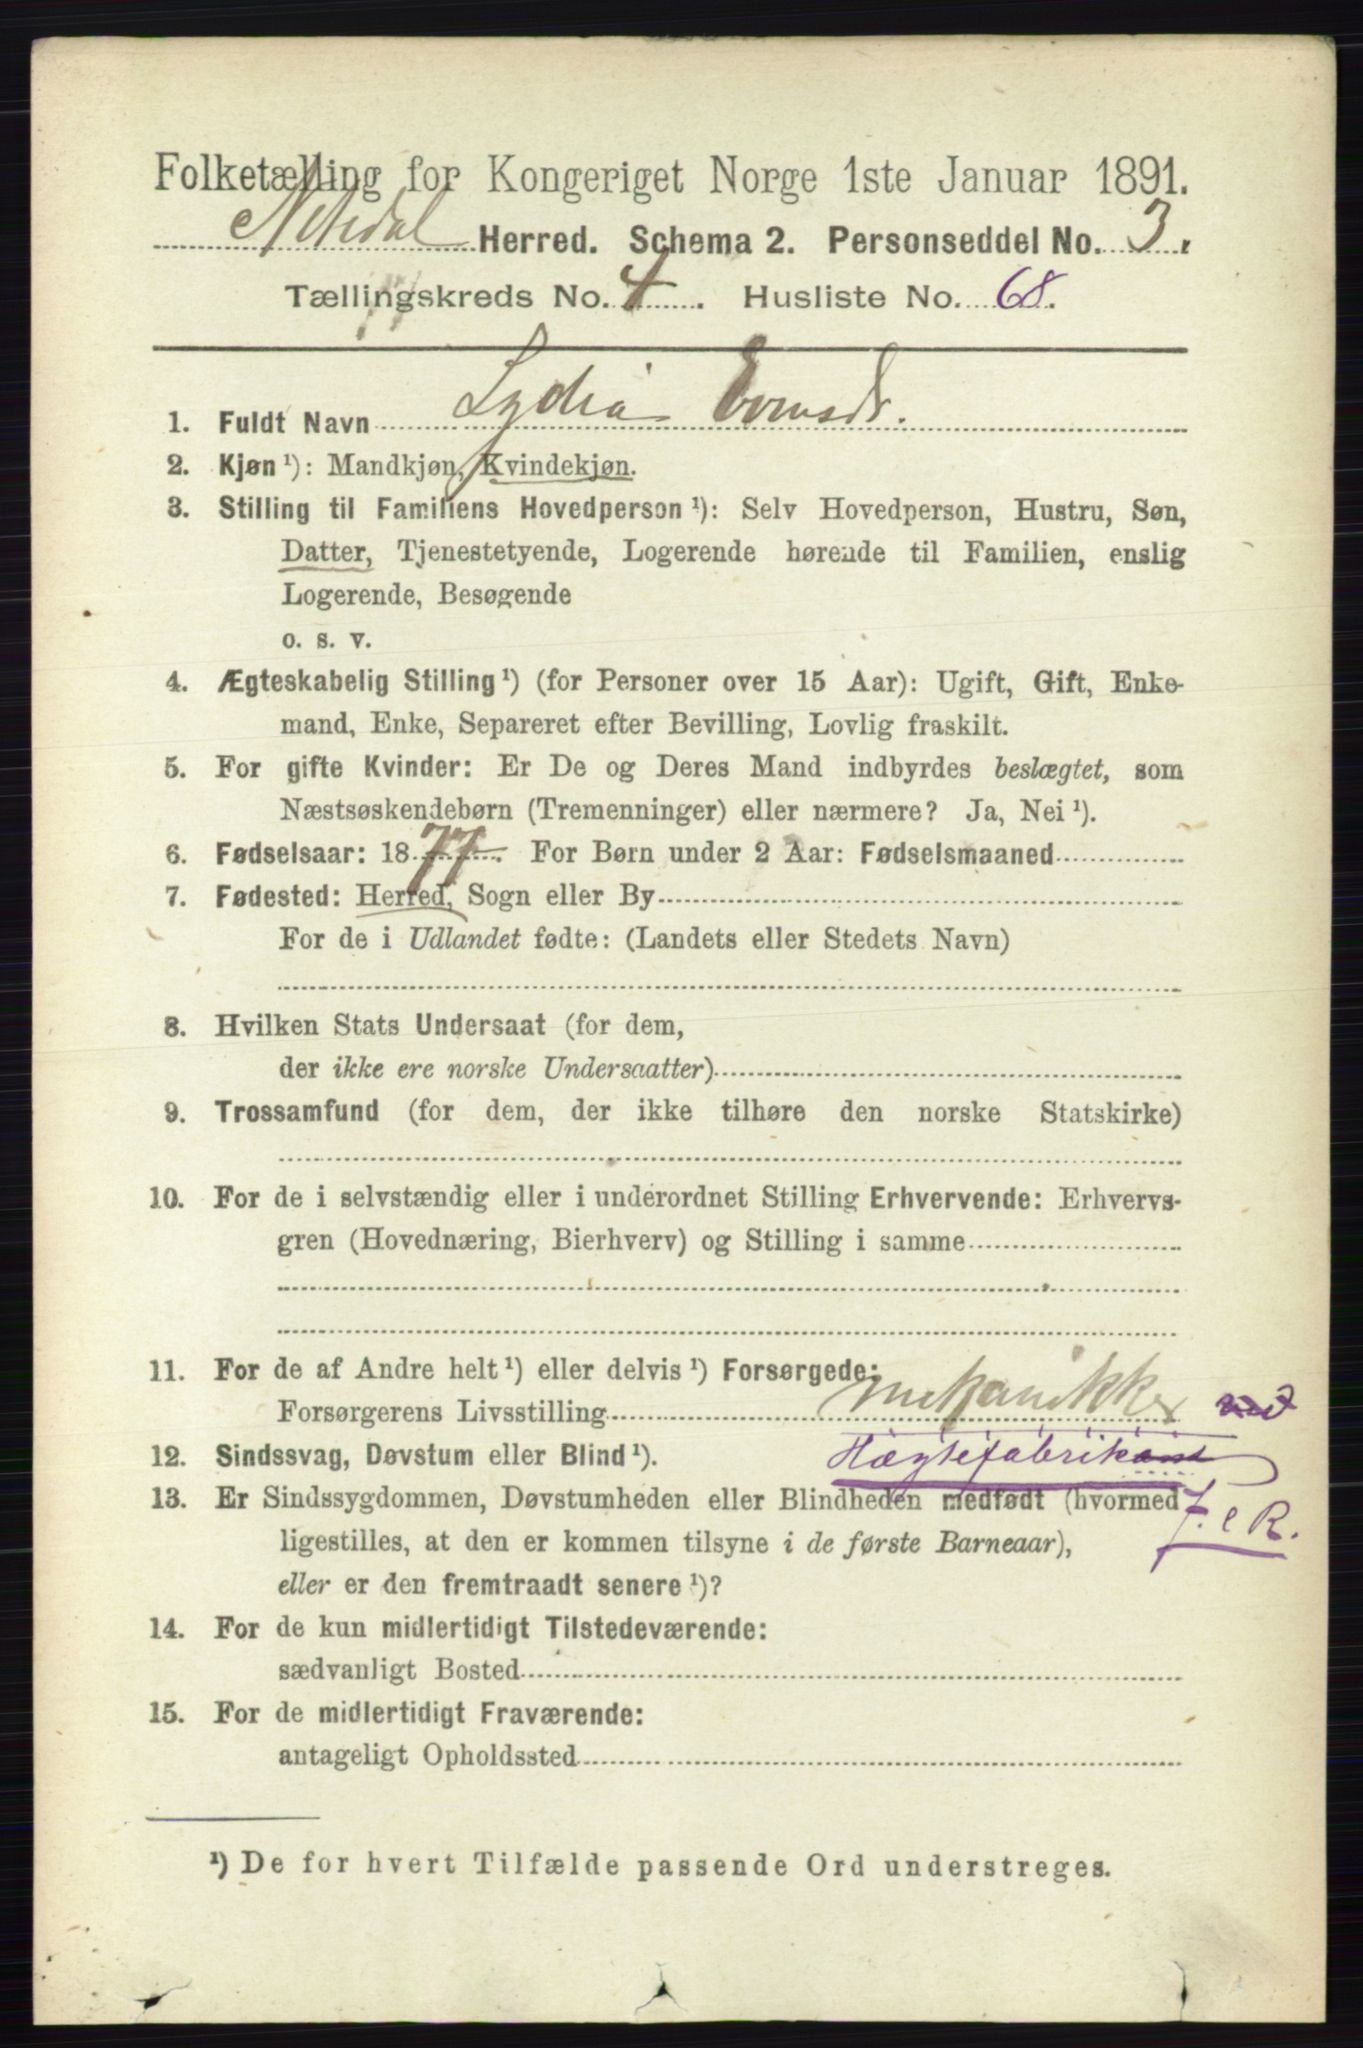 Folketælling for Kongeriget Norge 1ste Januar 1891.
Nitedal Herred. Schema 2. Personseddel No. 3.
Tællingskreds No. 4. Husliste No. 68.
1. Fuldt Navn Lydia
2. Kjøn ¹): Mandkjøn, Kvindekjøn.
3. Stilling til Familiens Hovedperson ¹): Selv Hovedperson, Hustru, Søn,
Datter, Tjenestetyende, Logerende hørende til Familien, enslig
Logerende, Besøgende
o. s. v.
4. Ægteskabelig Stilling ¹) (for Personer over 15 Aar): Ugift, Gift, Enke-
mand, Enke, Separeret efter Bevilling, Lovlig fraskilt.
5. For gifte Kvinder: Er De og Deres Mand indbyrdes beslægtet, som
Næstsøskendebørn (Tremenninger) eller nærmere? Ja, Nei ¹).
6. Fødselsaar: 1877. For Børn under 2 Aar: Fødselsmaaned
7. Fødested: Herred, Sogn eller By
For de i Udlandet fødte: (Landets eller Stedets Navn)
8. Hvilken Stats Undersaat (for dem,
der ikke ere norske Undersaatter)
9. Trossamfund (for dem, der ikke tilhøre den norske Statskirke)
10. For de i selvstændig eller i underordnet Stilling Erhvervende: Erhvervs-
gren (Hovednæring, Bierhverv) og Stilling i samme
11. For de af Andre helt ¹) eller delvis ¹) Forsørgede:
Forsørgerens Livsstilling mekanikker ved
Hægtefabrikant
12. Sindssvag, Døvstum eller Blind ¹).
13. Er Sindssygdommen, Døvstumheden eller Blindheden medfødt (hvormed
ligestilles, at den er kommen tilsyne i de første Barneaar),
eller er den fremtraadt senere ¹)?
14. For de kun midlertidigt Tilstedeværende:
sædvanligt Bosted
15. For de midlertidigt Fraværende:
antageligt Opholdssted
¹) De for hvert Tilfælde passende Ord understreges.